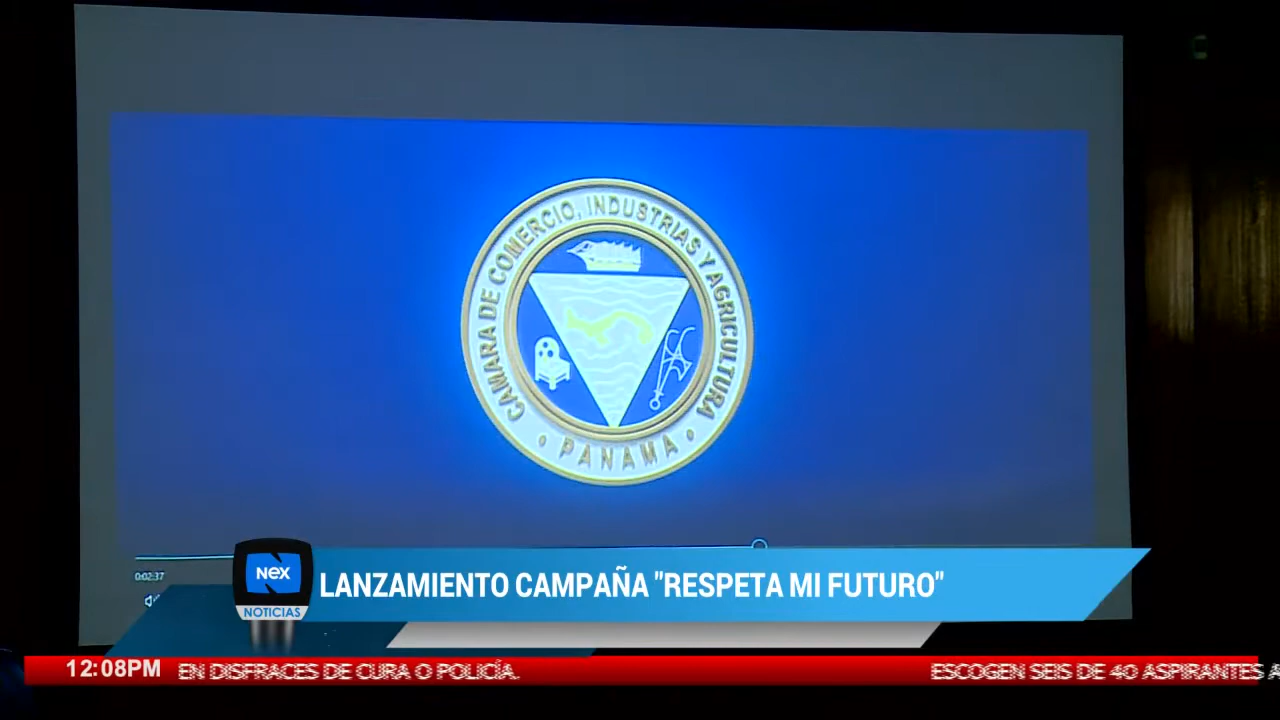 CAMARA DE COMERCIO, INDUSTRIAS Y AGRICULTURA
PANAMA
0:02:37
NEX
NOTICIAS
LANZAMIENTO CAMPAÑA "RESPETA MI FUTURO"
12:08PM
EN DISFRACES DE CURA O POLICÍA.
ESCOGEN SEIS DE 40 ASPIRANTES A